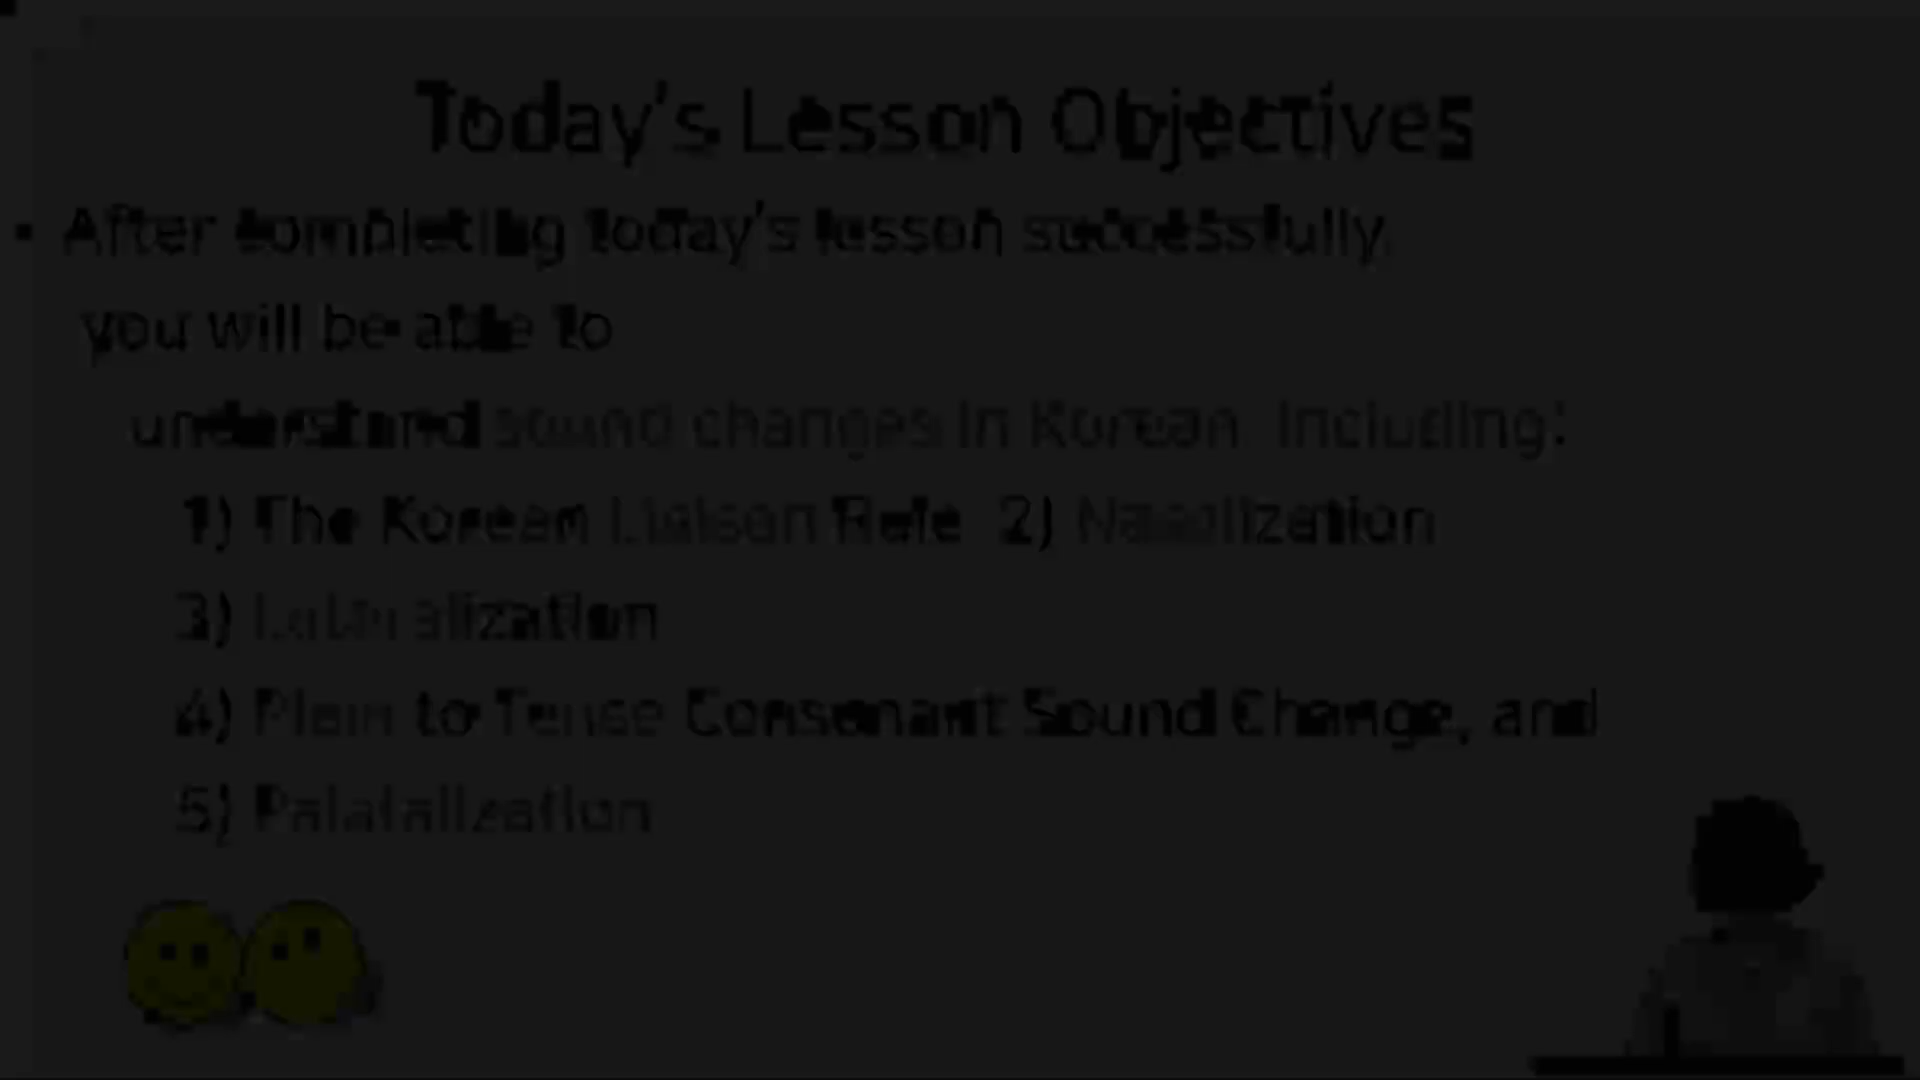 Today's Lesson Objectives
• After completing today's lesson successfully,
you will be able to
understand sound changes in Korean, including:
1) The Korean Liaison Rule 2) Nasalization
3) Lateralization
4) Plain to Tense Consonant Sound Change, and
5) Palatalization